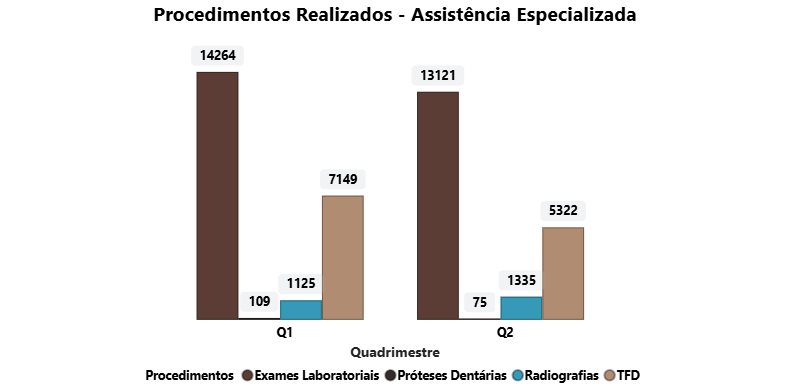 Procedimentos Realizados - Assistência Especializada
14264
13121
7149
5322
1125
1335
109
75
Q1
Q2
Quadrimestre
Procedimentos Exames Laboratoriais Próteses Dentárias Radiografias TFD